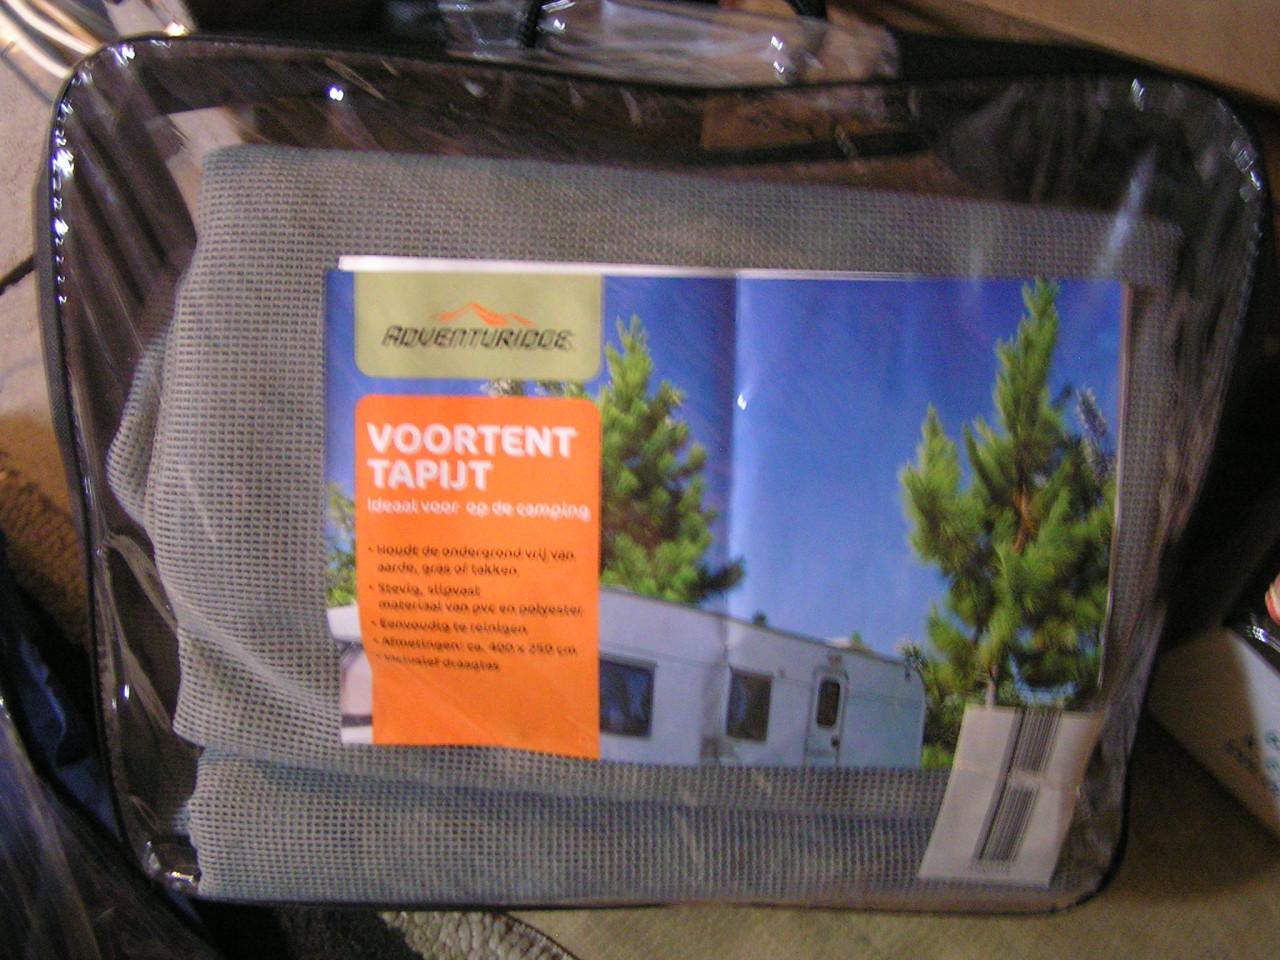 ADVENTURIDGE
VOORTENT
TAPIJT
Ideaal voor op de camping
- Houdt de ondergrond vrij van
aarde, gras of takken.
- Stevig, slipvast
materiaal van pvc en polyester
- Eenvoudig te reinigen
- Afmetingen: ca. 400 x 250 cm
- Inclusief draagtas